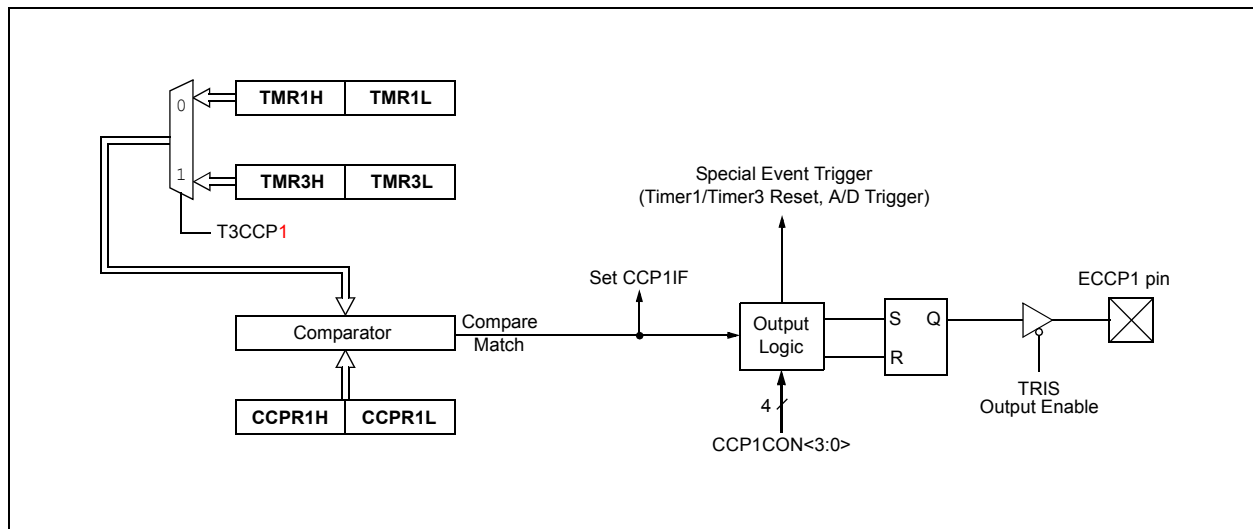 0
TMR1H TMR1L
1
TMR3H TMR3L
T3CCP1
Special Event Trigger
(Timer1/Timer3 Reset, A/D Trigger)
Set CCP1IF
ECCP1 pin
Comparator
Compare
Match
Output
Logic
S Q
R
TRIS
Output Enable
CCPR1H CCPR1L
4
CCP1CON<3:0>